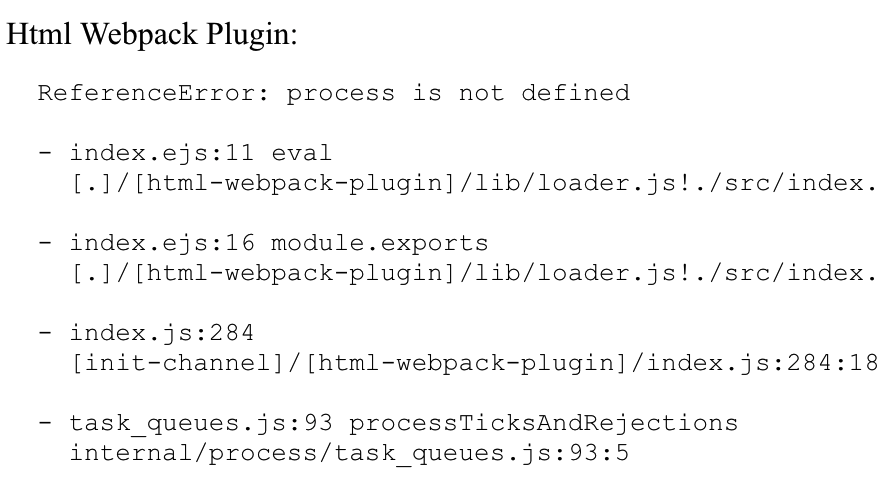 Html Webpack Plugin:
ReferenceError: process is not defined
- index.ejs:11 eval
[.]/[html-webpack-plugin]/lib/loader.js!./src/index.
- index.ejs:16 module.exports
[.]/[html-webpack-plugin]/lib/loader.js!./src/index.
- index.js:284
[init-channel]/[html-webpack-plugin]/index.js:284:18
- task_queues.js:93 processTicksAndRejections
internal/process/task_queues.js:93:5